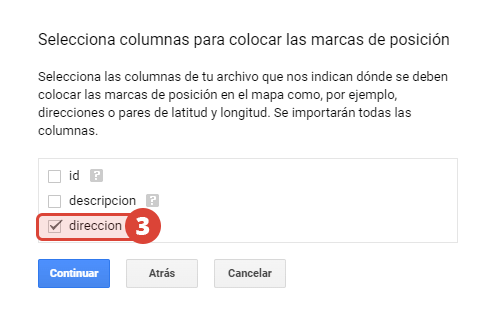 Selecciona columnas para colocar las marcas de posición
Selecciona las columnas de tu archivo que nos indican dónde se deben
colocar las marcas de posición en el mapa como, por ejemplo,
direcciones o pares de latitud y longitud. Se importarán todas las
columnas.
id ?
descripcion ?
direccion 3
Continuar Atrás Cancelar